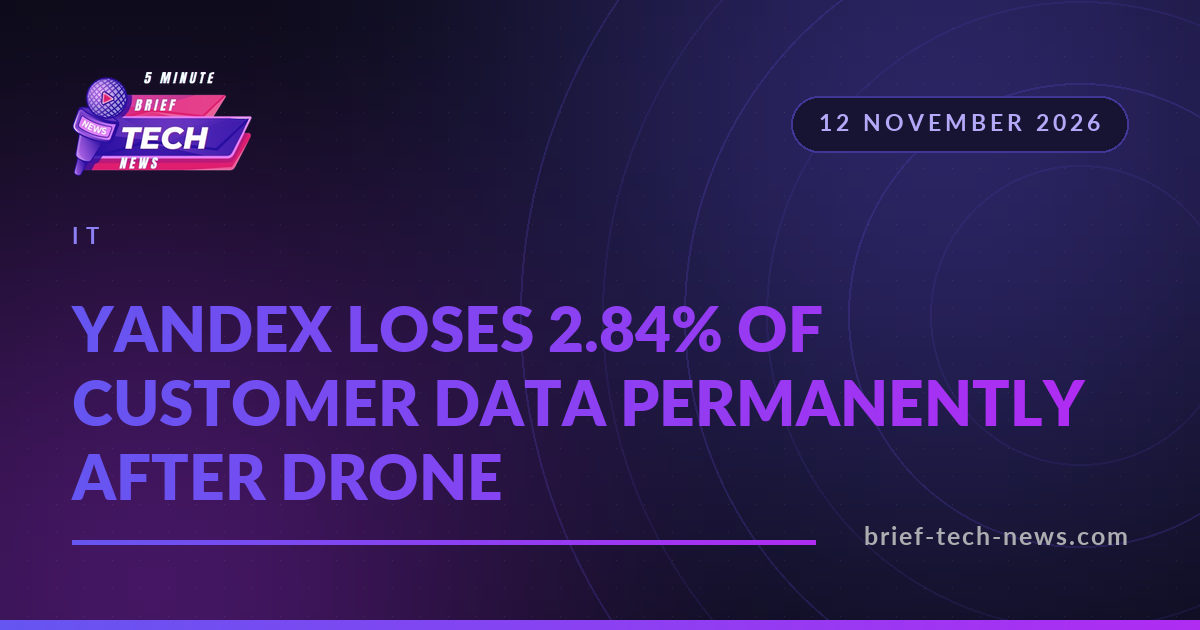 5 MINUTE
BRIEF
NEWS
TECH
NEWS
12 NOVEMBER 2026
IT
YANDEX LOSES 2.84% OF
CUSTOMER DATA PERMANENTLY
AFTER DRONE
brief-tech-news.com